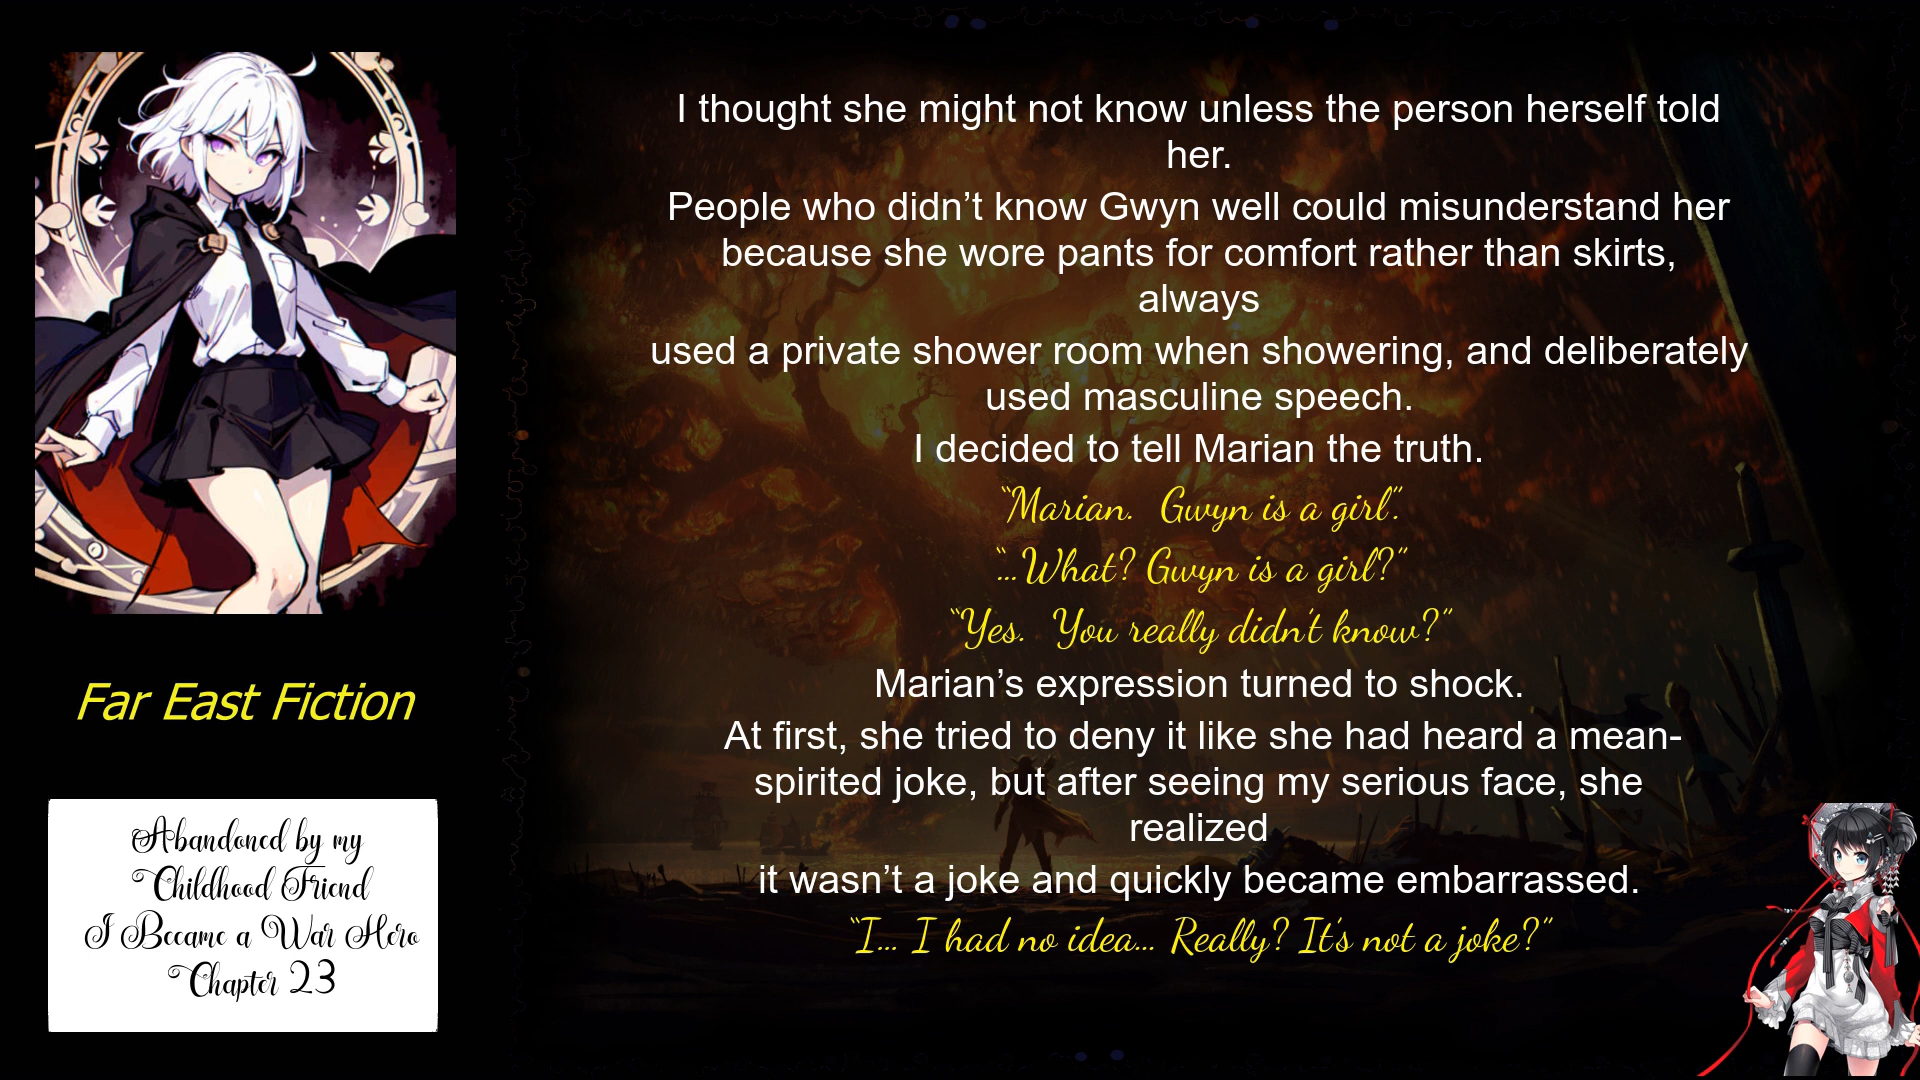 I thought she might not know unless the person herself told
her.
People who didn’t know Gwyn well could misunderstand her
because she wore pants for comfort rather than skirts,
always
used a private shower room when showering, and deliberately
used masculine speech.
I decided to tell Marian the truth.
“Marian.  Gwyn is a girl”.
“…What? Gwyn is a girl?”
“Yes.  You really didn’t know?”
Marian’s expression turned to shock.
At first, she tried to deny it like she had heard a mean-
spirited joke, but after seeing my serious face, she
realized
it wasn’t a joke and quickly became embarrassed.
“I… I had no idea… Really? It’s not a joke?”
Far East Fiction
Abandoned by my
Childhood Friend
I Became a War Hero
Chapter 23